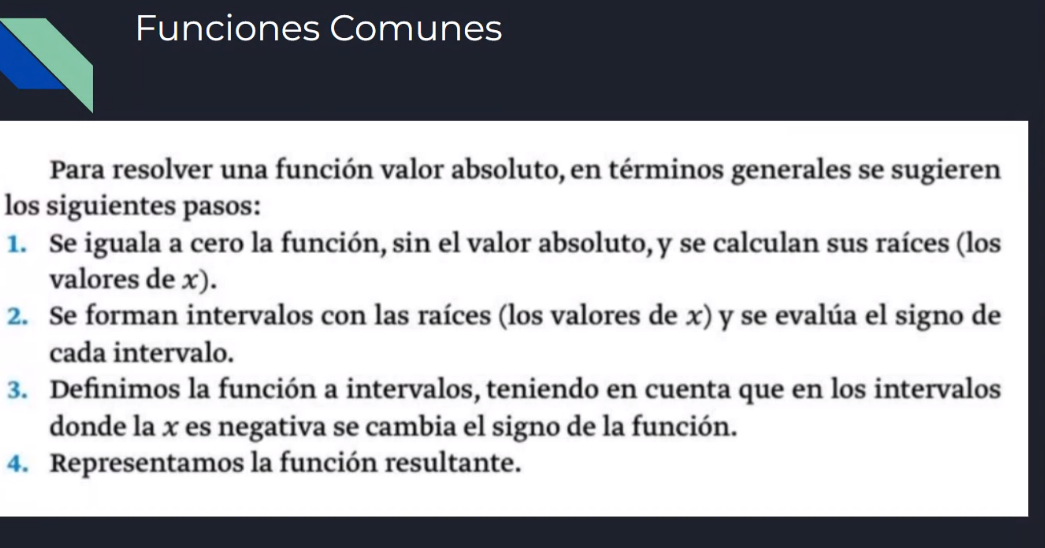 Funciones Comunes
Para resolver una función valor absoluto, en términos generales se sugieren
los siguientes pasos:
1. Se iguala a cero la función, sin el valor absoluto, y se calculan sus raíces (los
valores de x).
2. Se forman intervalos con las raíces (los valores de x) y se evalúa el signo de
cada intervalo.
3. Definimos la función a intervalos, teniendo en cuenta que en los intervalos
donde la x es negativa se cambia el signo de la función.
4. Representamos la función resultante.